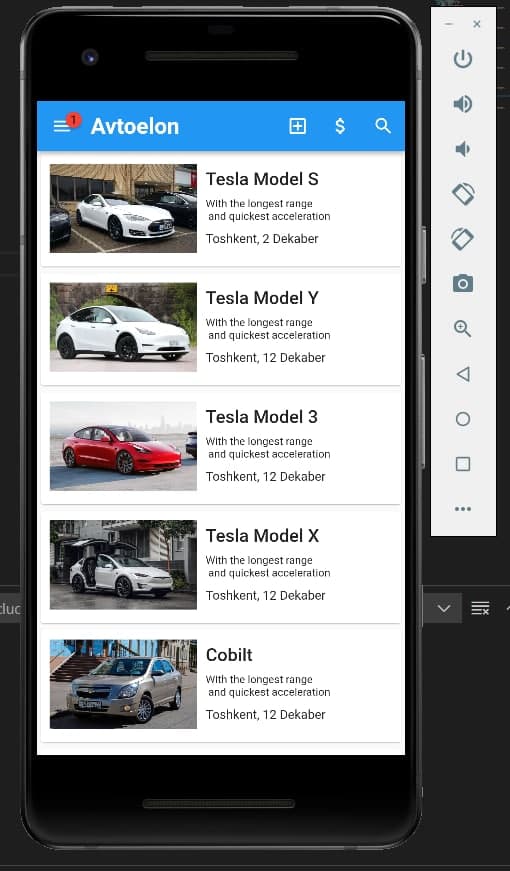 1
Avtoelon
$
Tesla Model S
With the longest range
and quickest acceleration
Toshkent, 2 Dekaber
Tesla Model Y
With the longest range
and quickest acceleration
Toshkent, 12 Dekaber
Tesla Model 3
With the longest range
and quickest acceleration
Toshkent, 12 Dekaber
Tesla Model X
With the longest range
and quickest acceleration
Toshkent, 12 Dekaber
Cobilt
With the longest range
and quickest acceleration
Toshkent, 12 Dekaber